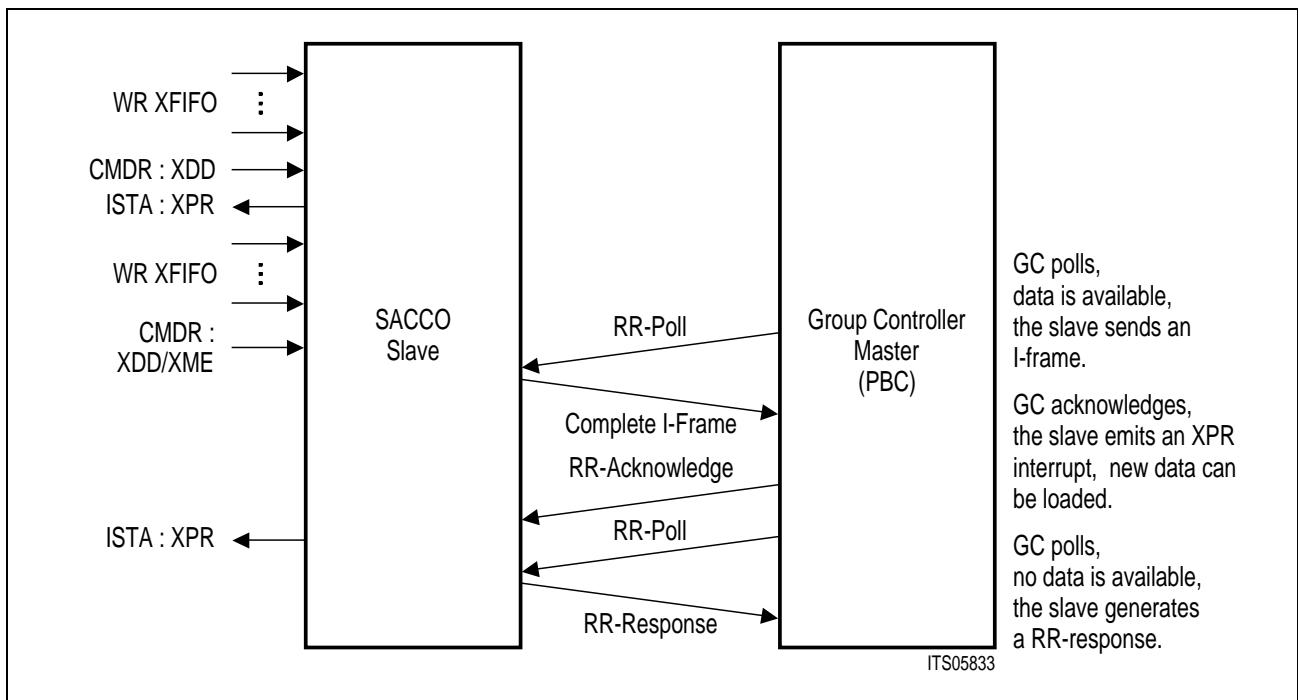 WR XFIFO
CMDR : XDD
ISTA : XPR
WR XFIFO
CMDR :
XDD/XME
ISTA : XPR
SACCO
Slave
RR-Poll
Complete I-Frame
RR-Acknowledge
RR-Poll
RR-Response
Group Controller
Master
(PBC)
GC polls,
data is available,
the slave sends an
I-frame.
GC acknowledges,
the slave emits an XPR
interrupt, new data can
be loaded.
GC polls,
no data is available,
the slave generates
a RR-response.
ITS05833